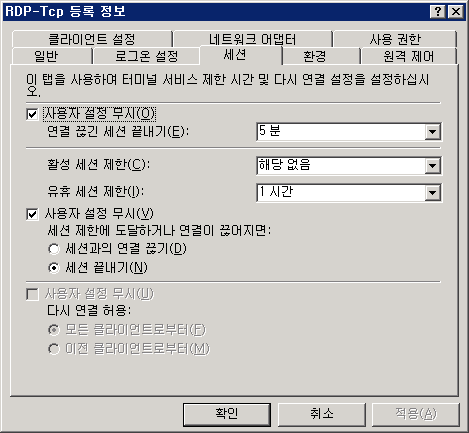 RDP-Tcp 등록 정보
클라이언트 설정 네트워크 어댑터 사용 권한
일반 로그온 설정 세션 환경 원격 제어
이 탭을 사용하여 터미널 서비스 제한 시간 및 다시 연결 설정을 설정하십시
오.
사용자 설정 무시(O)
연결 끊긴 세션 끝내기(E): 5 분
활성 세션 제한(C): 해당 없음
유휴 세션 제한(I): 1 시간
사용자 설정 무시(V)
세션 제한에 도달하거나 연결이 끊어지면:
세션과의 연결 끊기(D)
세션 끝내기(N)
사용자 설정 무시(U)
다시 연결 허용:
모든 클라이언트로부터(F)
이전 클라이언트로부터(M)
확인 취소 적용(A)